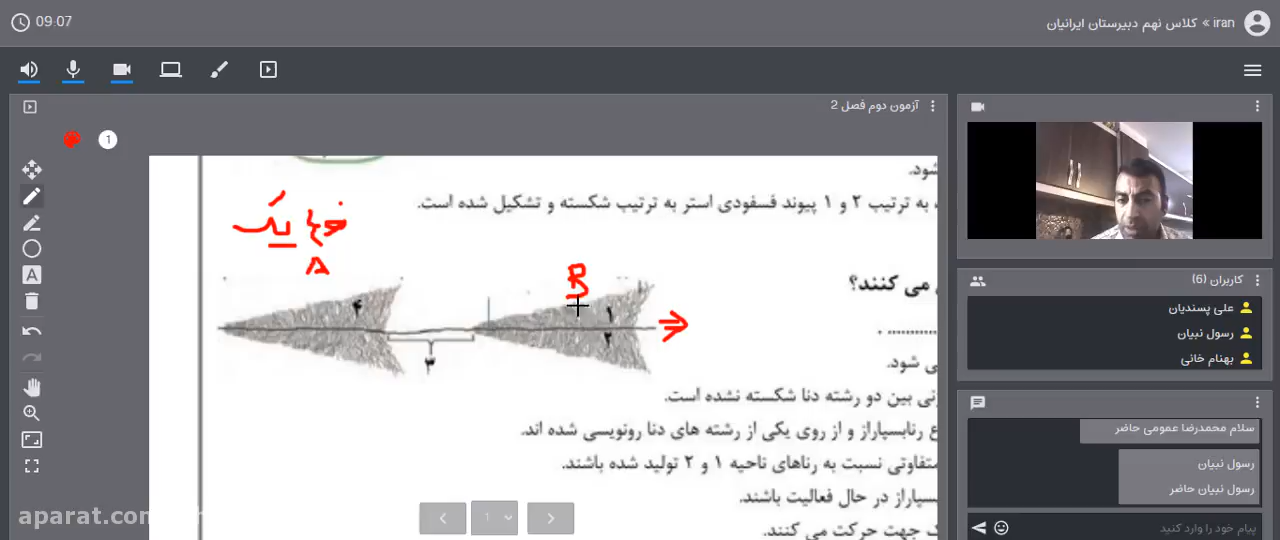 09:07
iran » کلاس نهم دبیرستان ایرانیان
آزمون دوم فصل 2
1
شود.
به ترتیب ۲ و ۱ پیوند فسفودی استر به ترتیب شکسته و تشکیل شده است.
یک
A
B
می کنند؟
۴
۱
۲
۳
می شود.
ونی بین دو رشته دنا شکسته نشده است.
ع رنابسپاراز و از روی یکی از رشته های دنا رونویسی شده اند.
متفاوتی نسبت به رناهای ناحیه ۱ و ۲ تولید شده باشند.
سپاراز در حال فعالیت باشند.
ک جهت حرکت می کنند.
1
کاربران (6)
علی پسندیان
رسول نبیان
بهنام خانی
سلام محمدرضا عمومی حاضر
رسول نبیان
رسول نبیان حاضر
پیام خود را وارد کنید
A
aparat.com